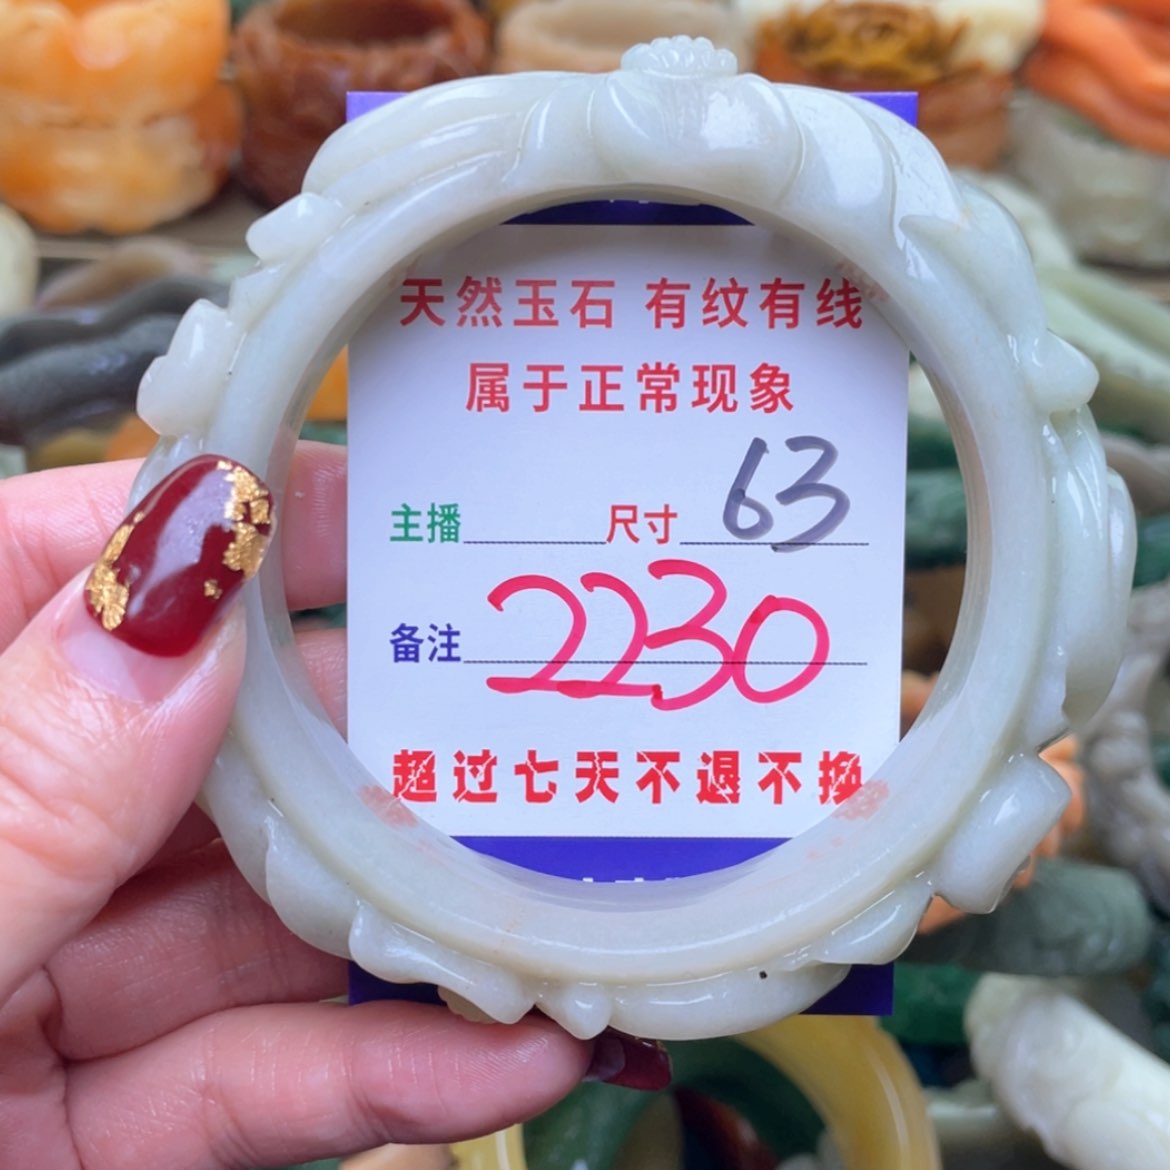 天然玉石 有纹有线
属于正常现象
主播 尺寸 63
备注 2230
超过七天不退不换